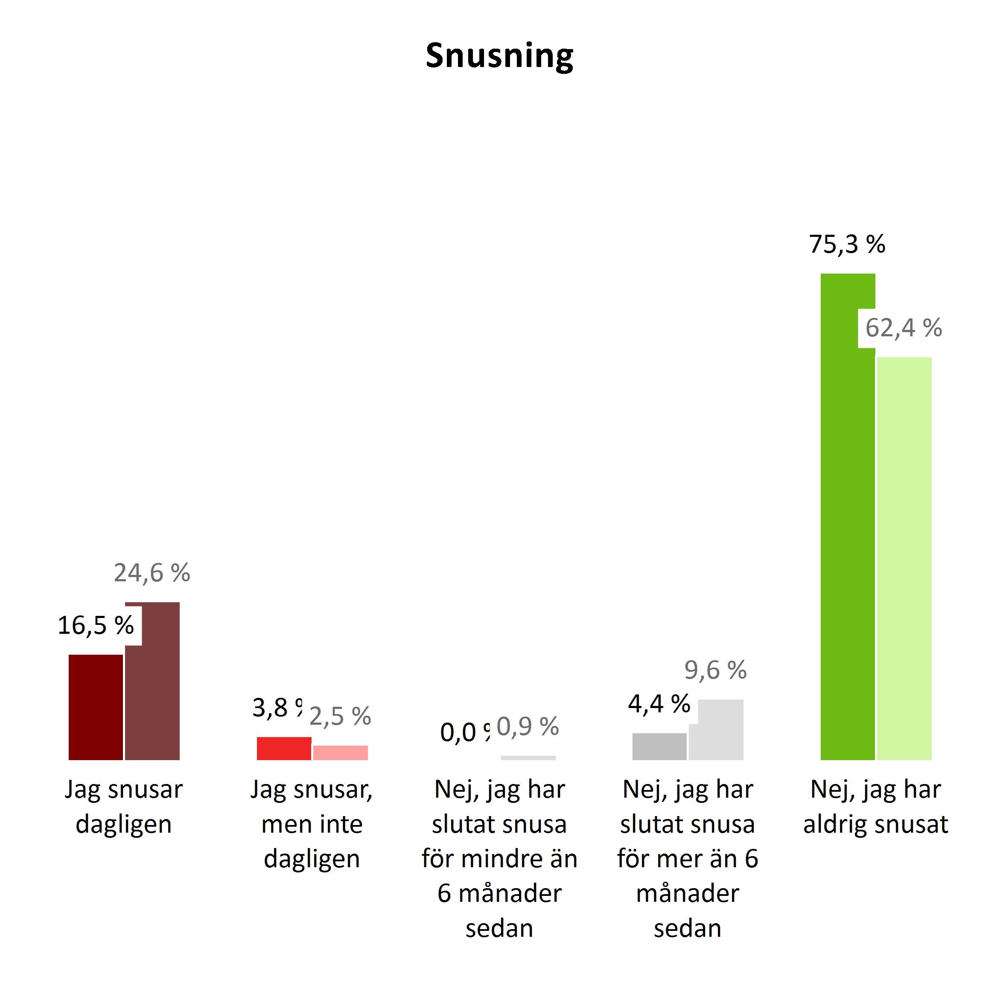 Snusning
75,3 %
62,4 %
24,6 %
16,5 %
9,6 %
3,8 %
2,5 %
0,0 %
0,9 %
4,4 %
Jag snusar
dagligen
Jag snusar,
men inte
dagligen
Nej, jag har
slutat snusa
för mindre än
6 månader
sedan
Nej, jag har
slutat snusa
för mer än 6
månader
sedan
Nej, jag har
aldrig snusat